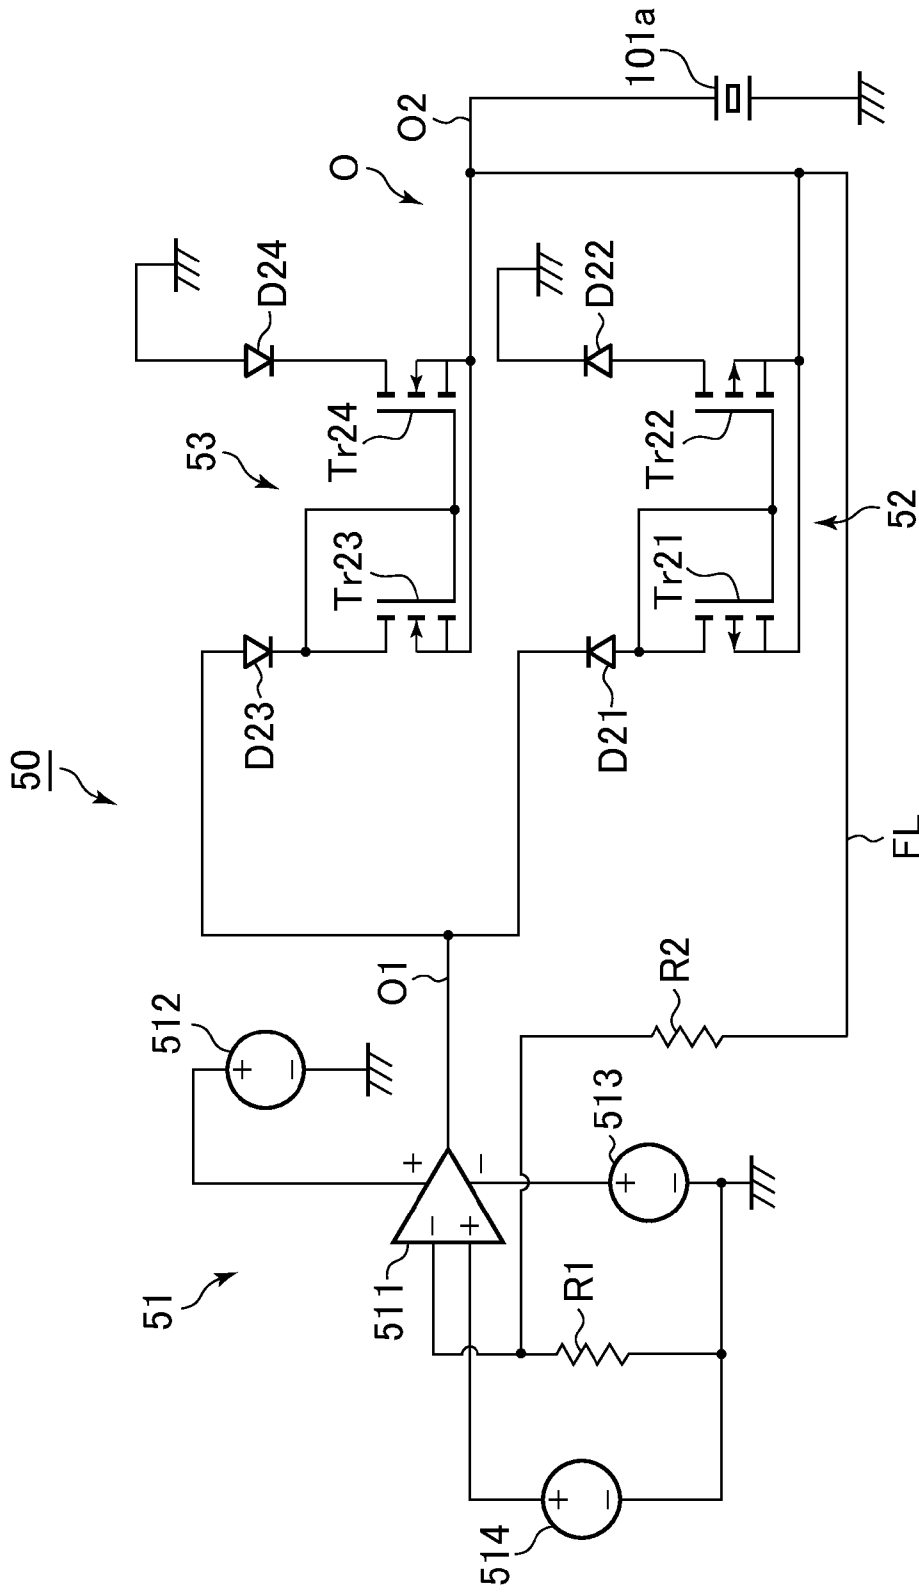 50
51
512
+
−
O1
+
−
−
+
511
513
+
−
R1
R2
514
+
−
FL
D23
Tr23
53
Tr24
D24
O
O2
101a
D21
Tr21
Tr22
D22
52